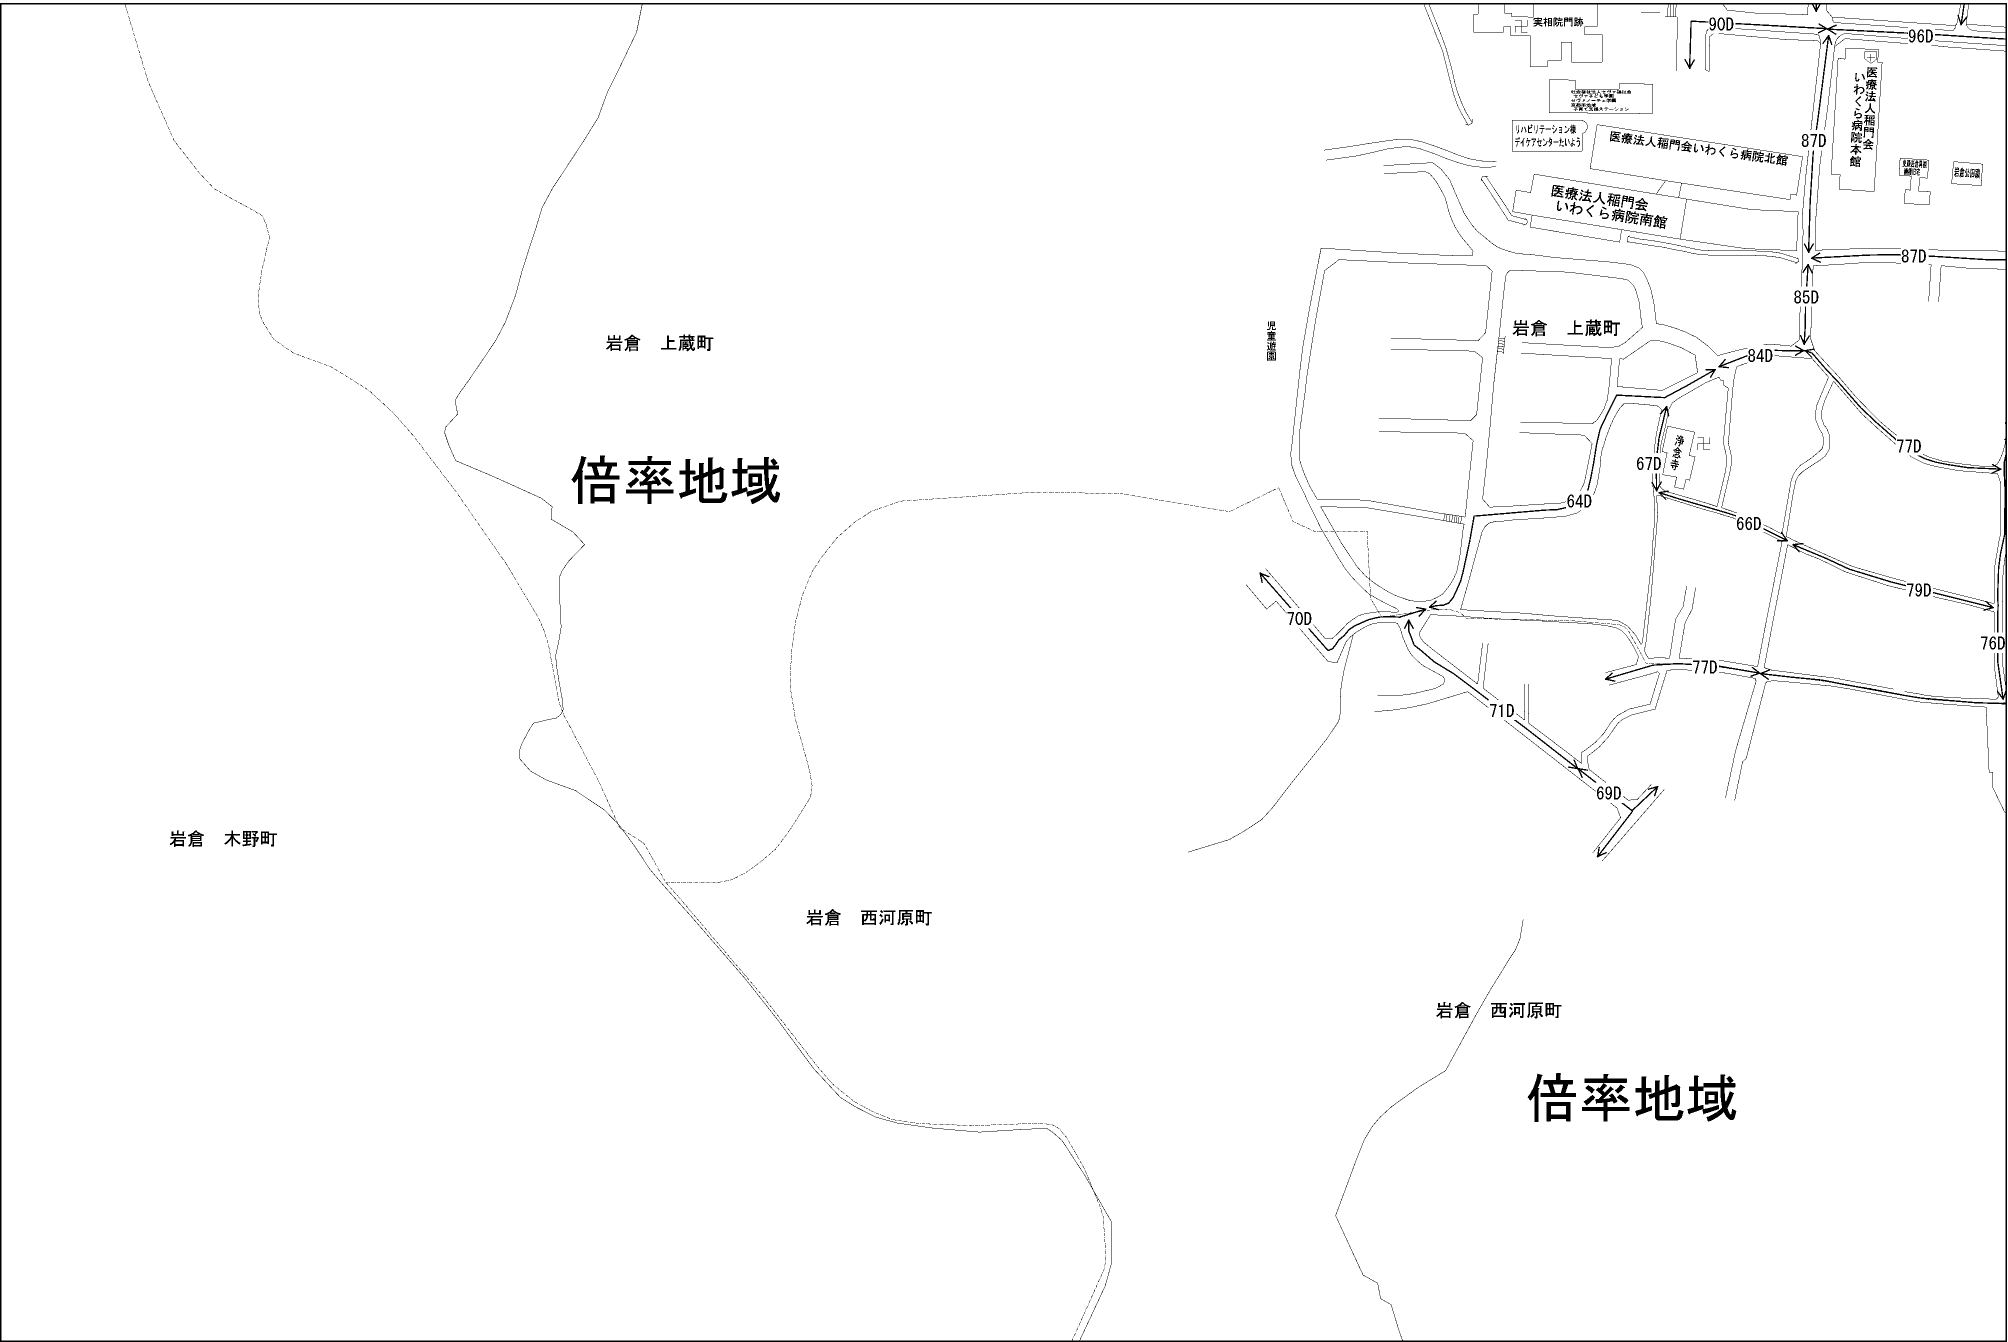 実相院門跡
90D
96D
医療法人稲門会
いわくら病院本館
リハビリテーション様
デイケアセンターたいよう
医療法人稲門会いわくら病院北館
87D
医療法人稲門会
いわくら病院南館
岩倉公園
87D
85D
児童遊園
岩倉　上蔵町
岩倉　上蔵町
84D
倍率地域
浄念寺
77D
67D
64D
66D
79D
70D
76D
77D
71D
69D
岩倉　木野町
岩倉　西河原町
岩倉　西河原町
倍率地域